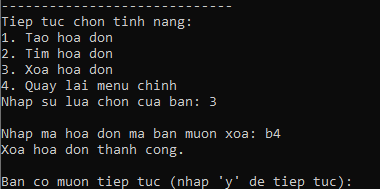 -----------------------------
Tiep tuc chon tinh nang:
1. Tao hoa don
2. Tim hoa don
3. Xoa hoa don
4. Quay lai menu chinh
Nhap su lua chon cua ban: 3
Nhap ma hoa don ma ban muon xoa: b4
Xoa hoa don thanh cong.
Ban co muon tiep tuc (nhap 'y' de tiep tuc):